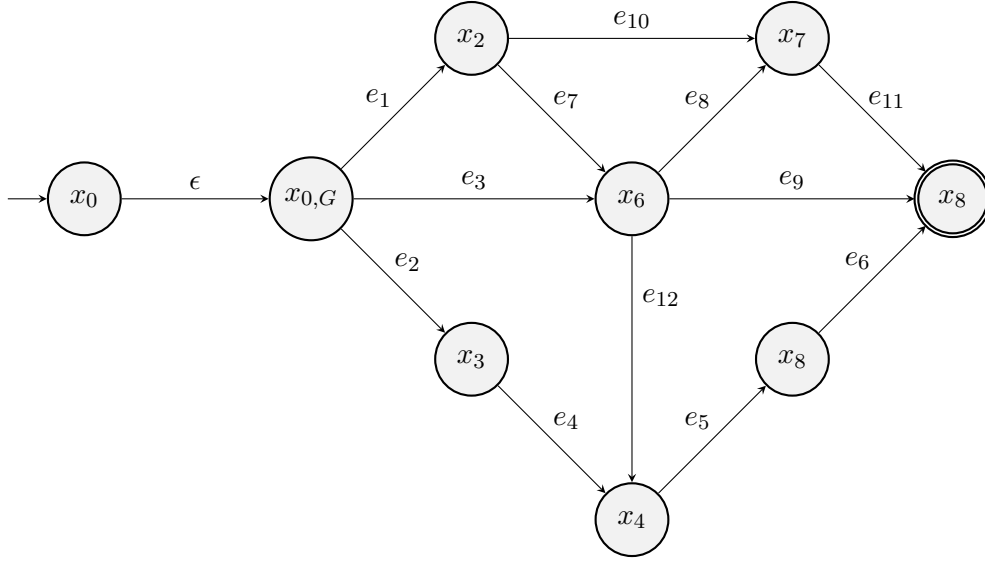 x₂ e₁₀ x₇
e₁ e₇ e₈ e₁₁
x₀ ϵ x₀,G e₃ x₆ e₉ x₈
e₂ e₁₂ e₆
x₃ x₈
e₄ e₅
x₄